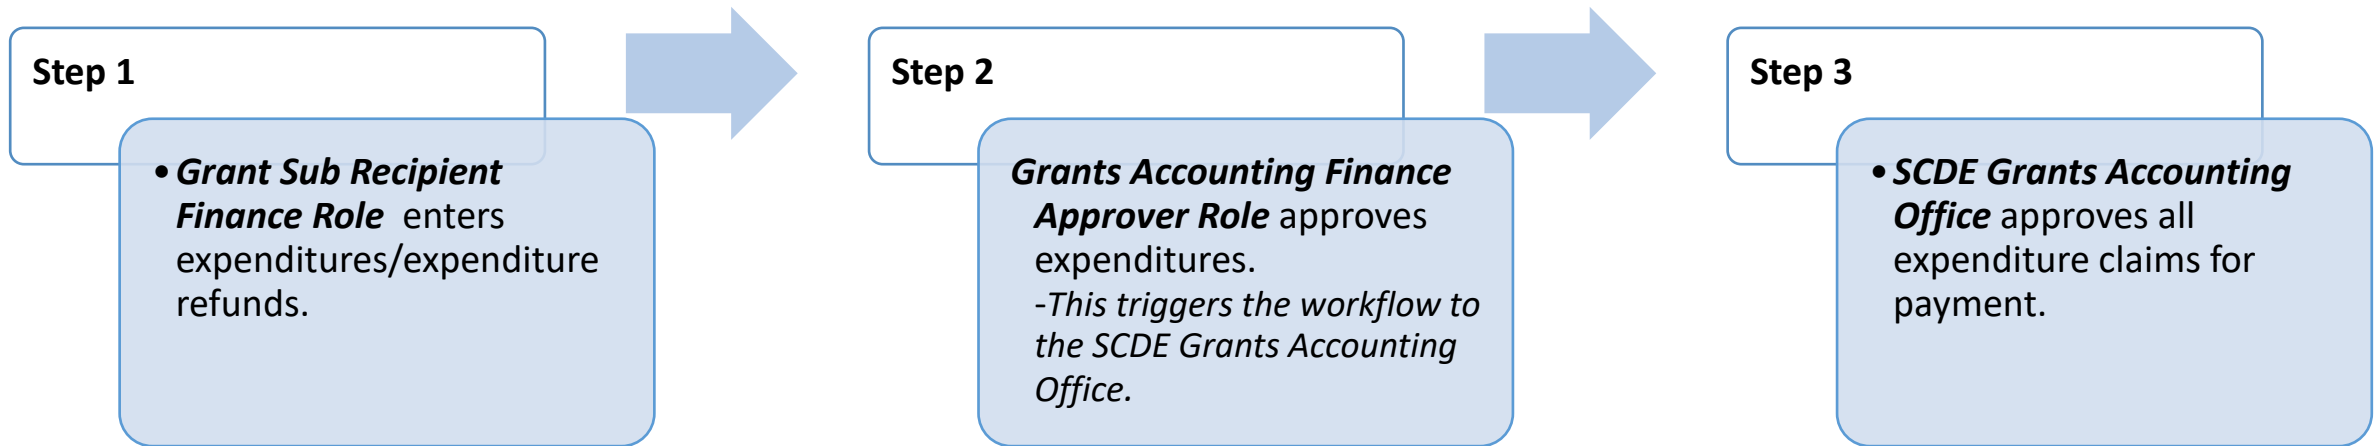 Step 1
• Grant Sub Recipient
Finance Role enters
expenditures/expenditure
refunds.
Step 2
Grants Accounting Finance
Approver Role approves
expenditures.
-This triggers the workflow to
the SCDE Grants Accounting
Office.
Step 3
• SCDE Grants Accounting
Office approves all
expenditure claims for
payment.